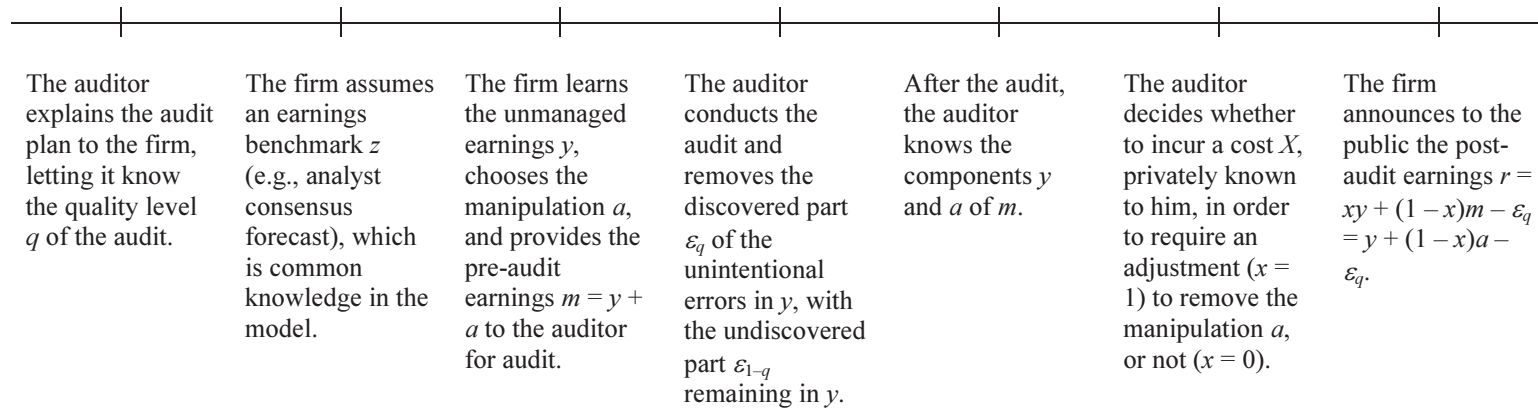 The auditor
explains the audit
plan to the firm,
letting it know
the quality level
q of the audit.
The firm assumes
an earnings
benchmark z
(e.g., analyst
consensus
forecast), which
is common
knowledge in the
model.
The firm learns
the unmanaged
earnings y,
chooses the
manipulation a,
and provides the
pre-audit
earnings m = y +
a to the auditor
for audit.
The auditor
conducts the
audit and
removes the
discovered part
εq of the
unintentional
errors in y, with
the undiscovered
part ε1–q
remaining in y.
After the audit,
the auditor
knows the
components y
and a of m.
The auditor
decides whether
to incur a cost X,
privately known
to him, in order
to require an
adjustment (x =
1) to remove the
manipulation a,
or not (x = 0).
The firm
announces to the
public the post-
audit earnings r =
xy + (1 – x)m – εq
= y + (1 – x)a –
εq.